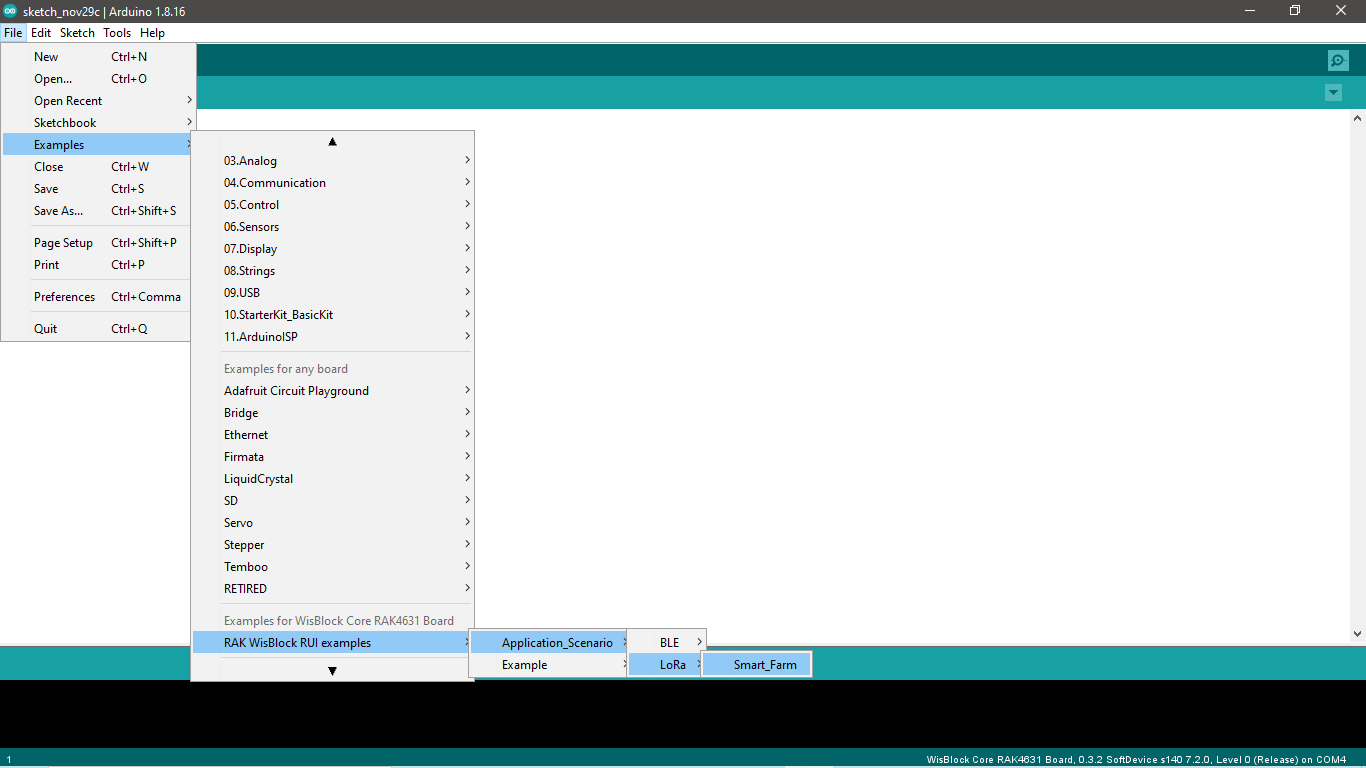 sketch_nov29c | Arduino 1.8.16
File Edit Sketch Tools Help
New Ctrl+N
Open... Ctrl+O
Open Recent
Sketchbook
Examples
Close Ctrl+W
Save Ctrl+S
Save As... Ctrl+Shift+S
Page Setup Ctrl+Shift+P
Print Ctrl+P
Preferences Ctrl+Comma
Quit Ctrl+Q
03.Analog
04.Communication
05.Control
06.Sensors
07.Display
08.Strings
09.USB
10.StarterKit_BasicKit
11.ArduinoISP
Examples for any board
Adafruit Circuit Playground
Bridge
Ethernet
Firmata
LiquidCrystal
SD
Servo
Stepper
Temboo
RETIRED
Examples for WisBlock Core RAK4631 Board
RAK WisBlock RUI examples
Application_Scenario
Example
BLE
LoRa
Smart_Farm
1
WisBlock Core RAK4631 Board, 0.3.2 SoftDevice s140 7.2.0, Level 0 (Release) on COM4